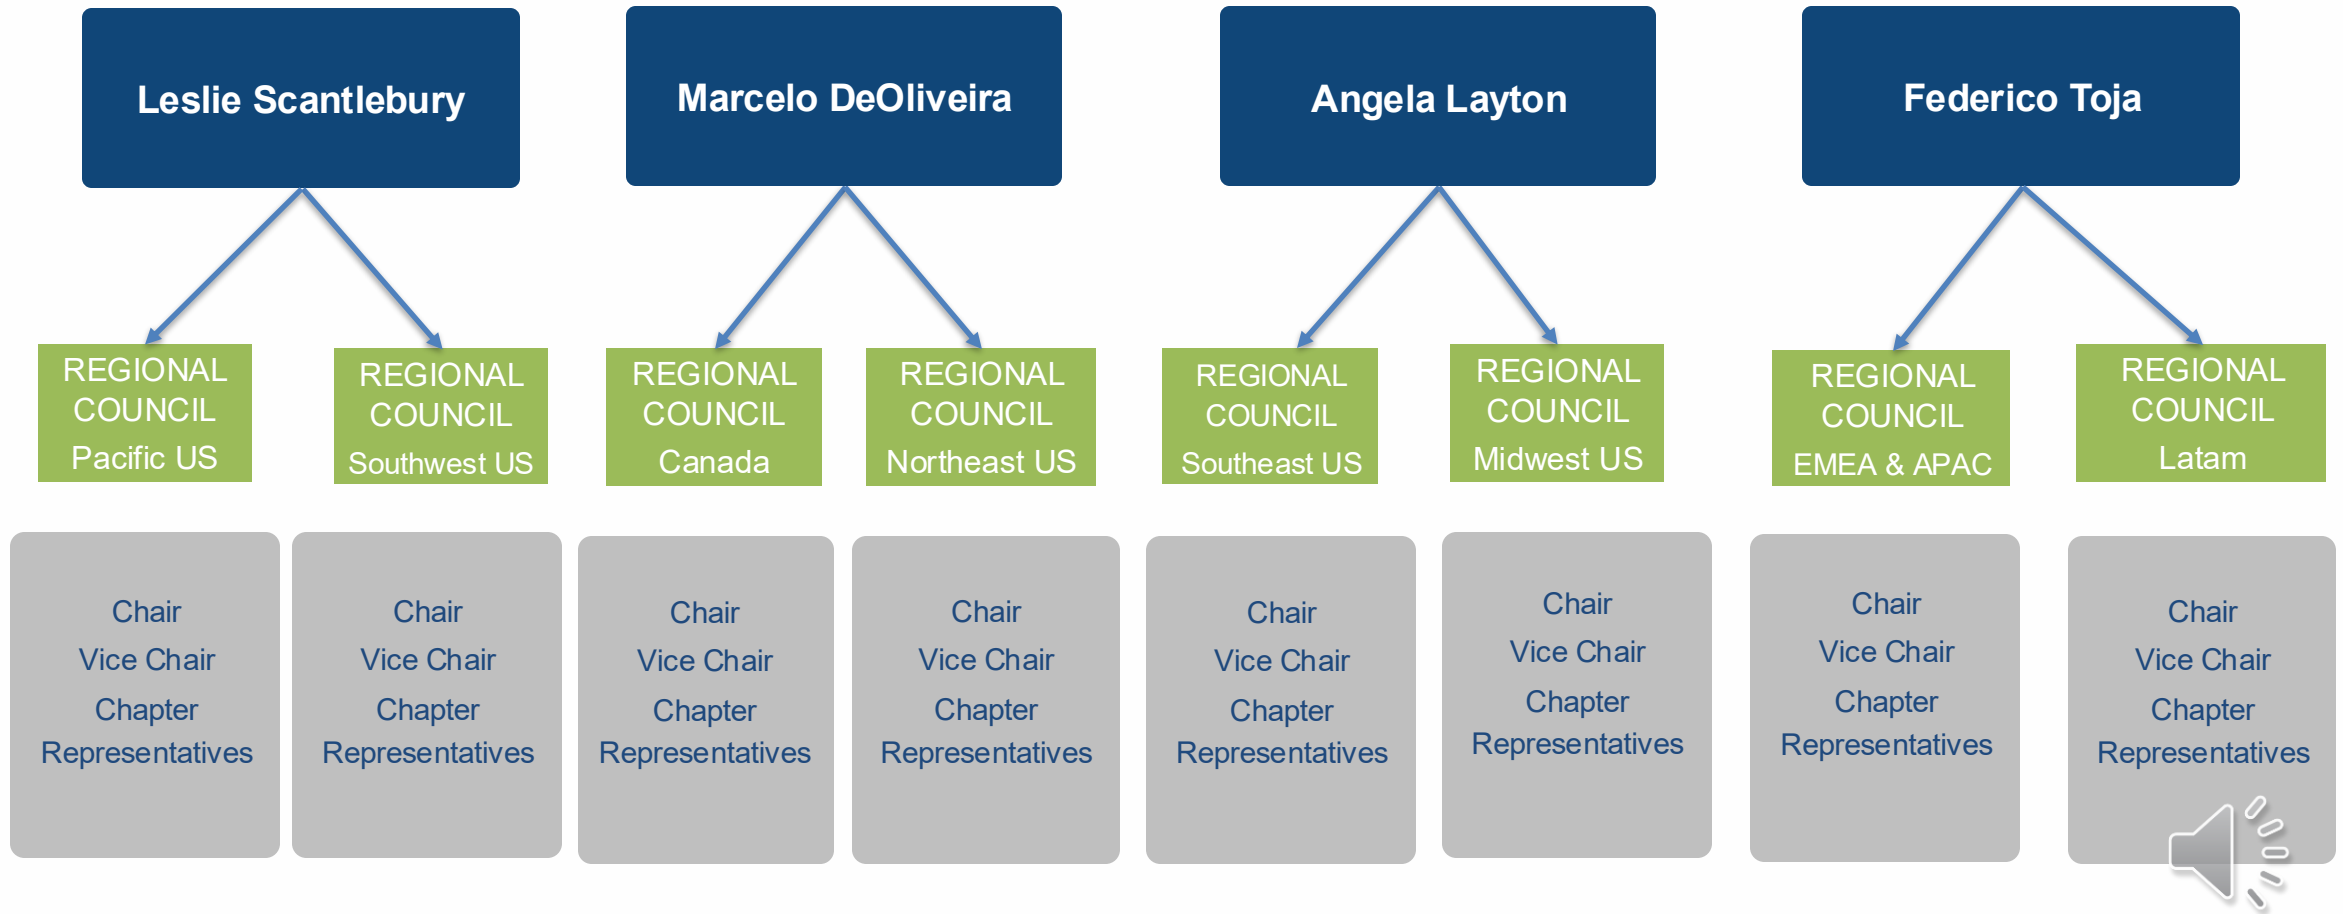 Leslie Scantlebury
Marcelo DeOliveira
Angela Layton
Federico Toja
REGIONAL
COUNCIL
Pacific US
REGIONAL
COUNCIL
Southwest US
REGIONAL
COUNCIL
Canada
REGIONAL
COUNCIL
Northeast US
REGIONAL
COUNCIL
Southeast US
REGIONAL
COUNCIL
Midwest US
REGIONAL
COUNCIL
EMEA & APAC
REGIONAL
COUNCIL
Latam
Chair
Vice Chair
Chapter
Representatives
Chair
Vice Chair
Chapter
Representatives
Chair
Vice Chair
Chapter
Representatives
Chair
Vice Chair
Chapter
Representatives
Chair
Vice Chair
Chapter
Representatives
Chair
Vice Chair
Chapter
Representatives
Chair
Vice Chair
Chapter
Representatives
Chair
Vice Chair
Chapter
Representatives